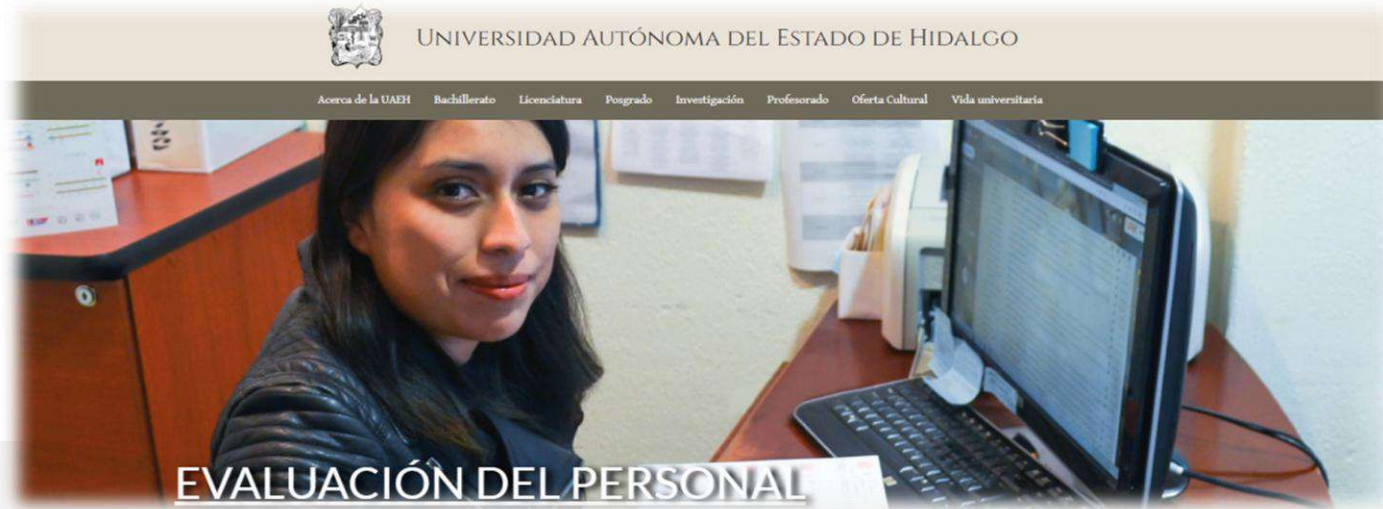 Universidad Autónoma del Estado de Hidalgo
Acerca de la UAEH Bachillerato Licenciatura Posgrado Investigación Profesorado Oferta Cultural Vida universitaria
EVALUACIÓN DEL PERSONAL